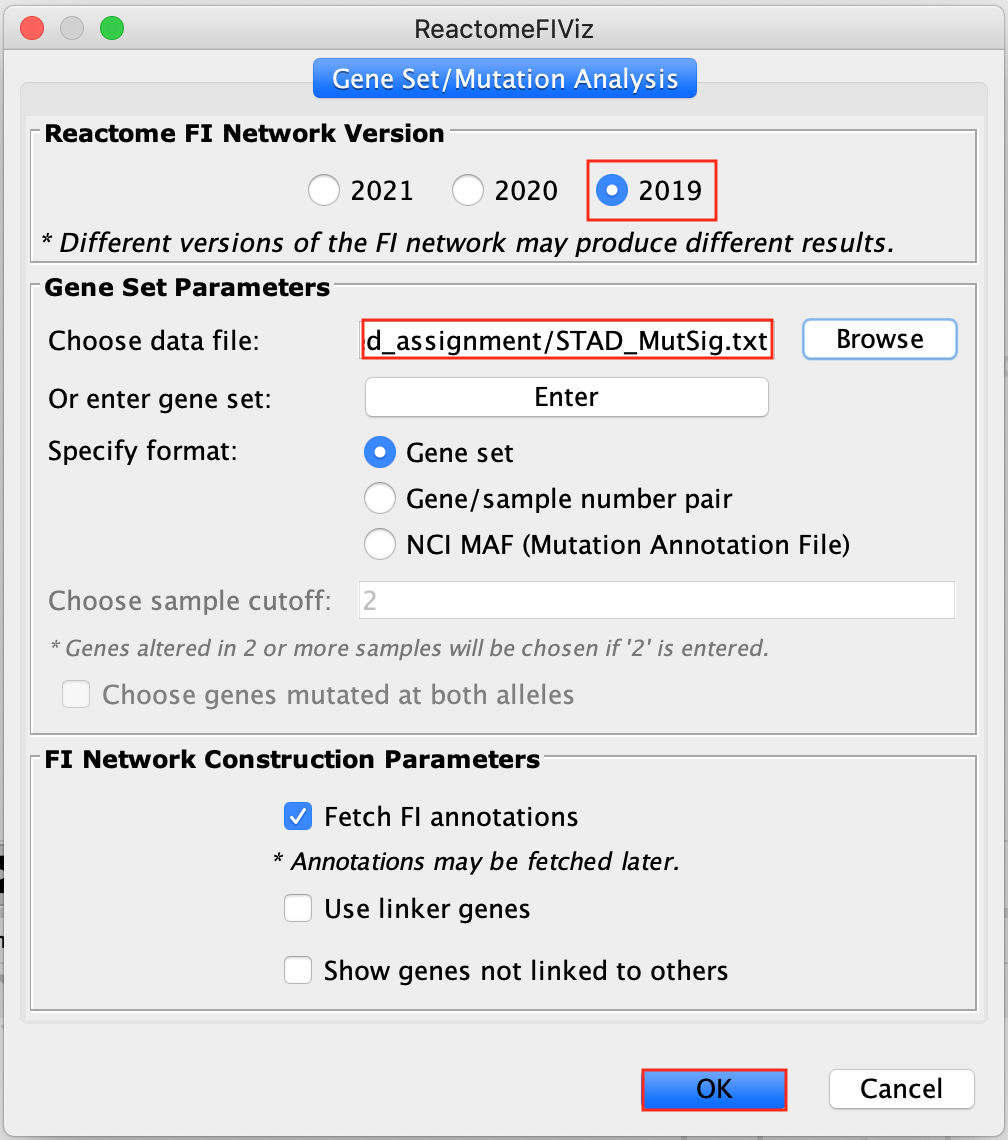 ReactomeFIViz
Gene Set/Mutation Analysis
Reactome FI Network Version
2021 2020 2019
* Different versions of the FI network may produce different results.
Gene Set Parameters
Choose data file: d_assignment/STAD_MutSig.txt Browse
Or enter gene set: Enter
Specify format: Gene set
Gene/sample number pair
NCI MAF (Mutation Annotation File)
Choose sample cutoff: 2
* Genes altered in 2 or more samples will be chosen if '2' is entered.
Choose genes mutated at both alleles
FI Network Construction Parameters
Fetch FI annotations
* Annotations may be fetched later.
Use linker genes
Show genes not linked to others
OK Cancel